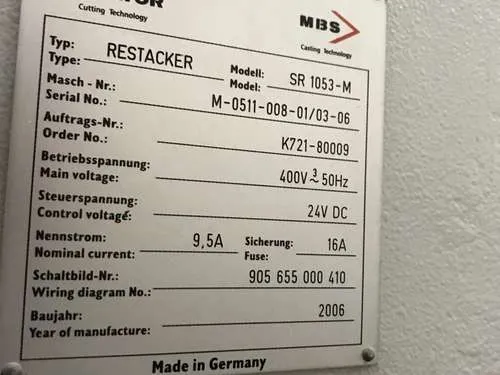 Cutting Technology
MBS
Casting Technology
Typ:
Type:
RESTACKER
Modell:
Model:
SR 1053-M
Masch - Nr.:
Serial No.:
M-0511-008-01/03-06
Auftrags-Nr.:
Order No.:
K721-80009
Betriebsspannung:
Main voltage:
400V 3~ 50Hz
Steuerspannung:
Control voltage:
24V DC
Nennstrom:
Nominal current:
9,5A
Sicherung:
Fuse:
16A
Schaltbild-Nr.:
Wiring diagram No.:
905 655 000 410
Baujahr:
Year of manufacture:
2006
Made in Germany